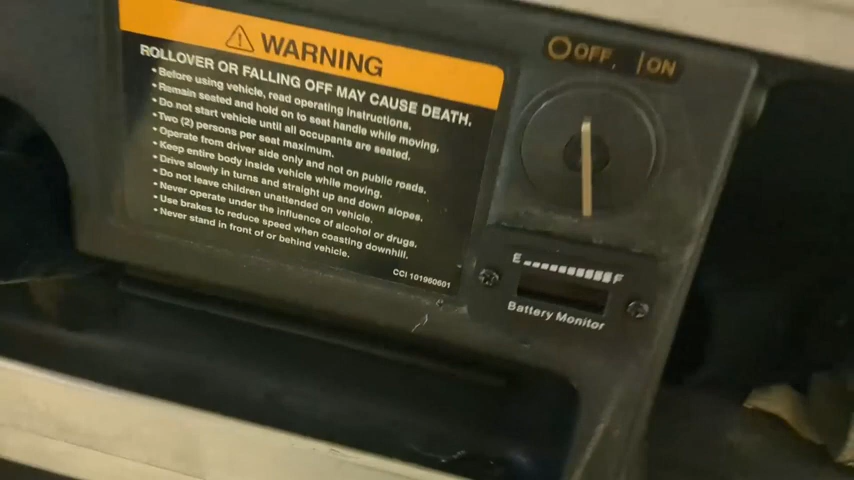 WARNING
ROLLOVER OR FALLING OFF MAY CAUSE DEATH.
• Before using vehicle, read operating instructions.
• Remain seated and hold on to seat handle while moving.
• Do not start vehicle until all occupants are seated.
• Two (2) persons per seat maximum.
• Operate from driver side only and not on public roads.
• Keep entire body inside vehicle while moving.
• Drive slowly in turns and straight up and down slopes.
• Do not leave children unattended on vehicle.
• Never operate under the influence of alcohol or drugs.
• Use brakes to reduce speed when coasting downhill.
• Never stand in front of or behind vehicle.
CCI 101960601
OFF ON
E F
Battery Monitor